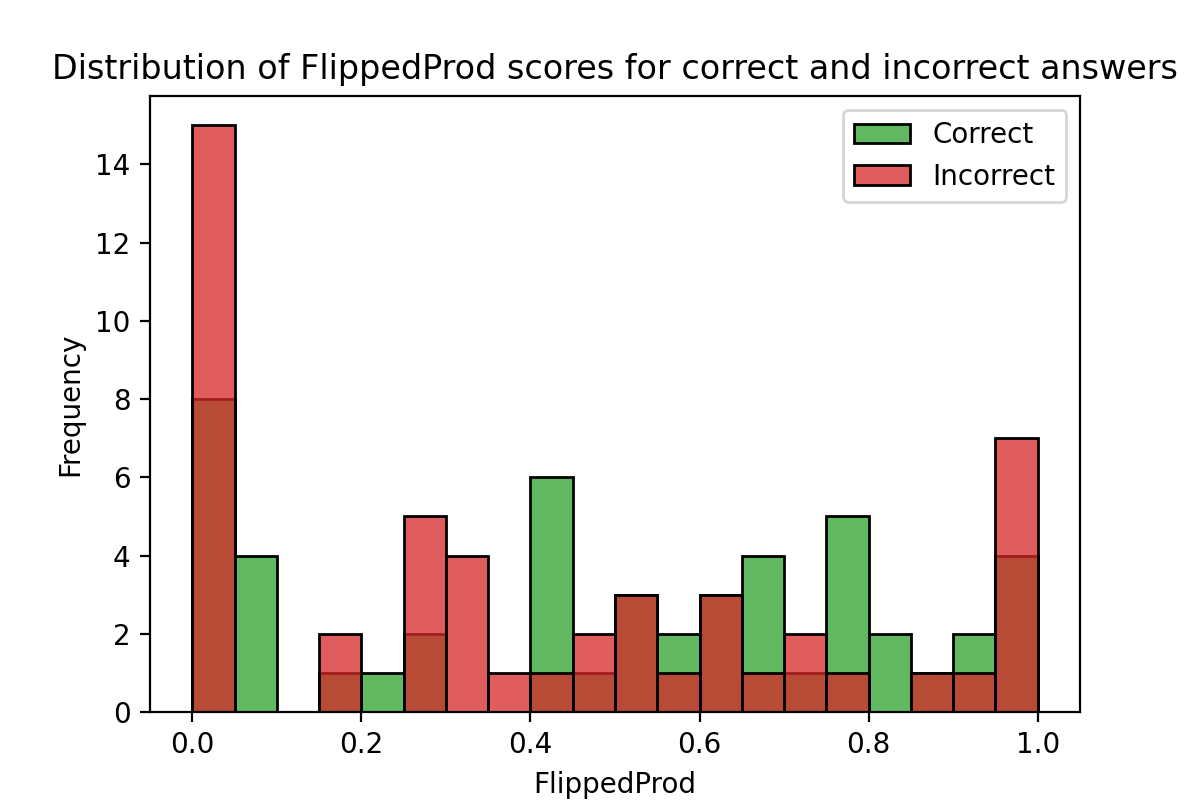 Distribution of FlippedProd scores for correct and incorrect answers
Correct
Incorrect
Frequency
14
12
10
8
6
4
2
0
0.0 0.2 0.4 0.6 0.8 1.0
FlippedProd